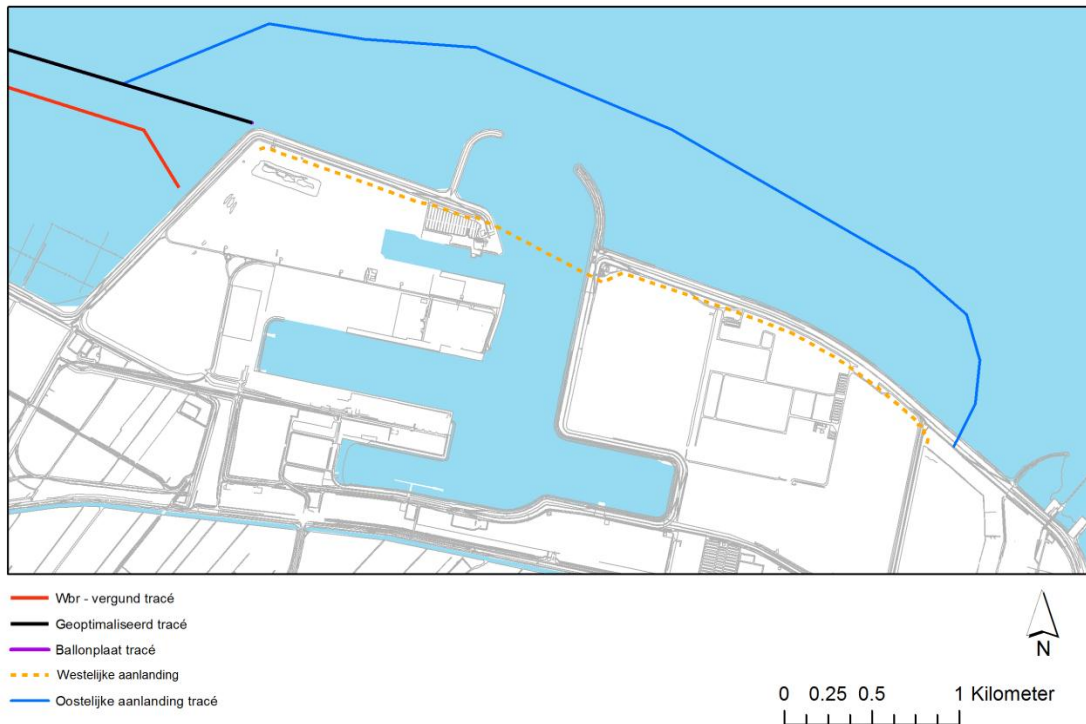 Wbr - vergund tracé
Geoptimaliseerd tracé
Ballonplaat tracé
Westelijke aanlanding
Oostelijke aanlanding tracé
N
0 0.25 0.5 1 Kilometer